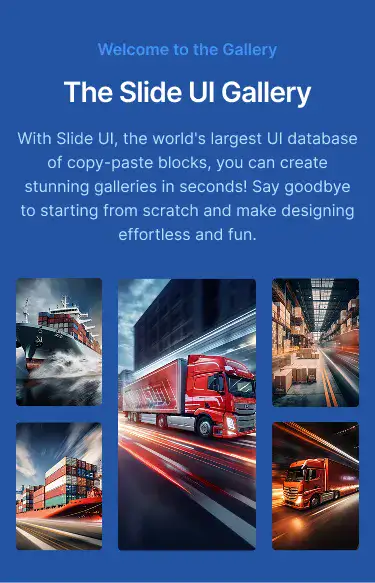 Welcome to the Gallery
The Slide UI Gallery
With Slide UI, the world's largest UI database
of copy-paste blocks, you can create
stunning galleries in seconds! Say goodbye
to starting from scratch and make designing
effortless and fun.